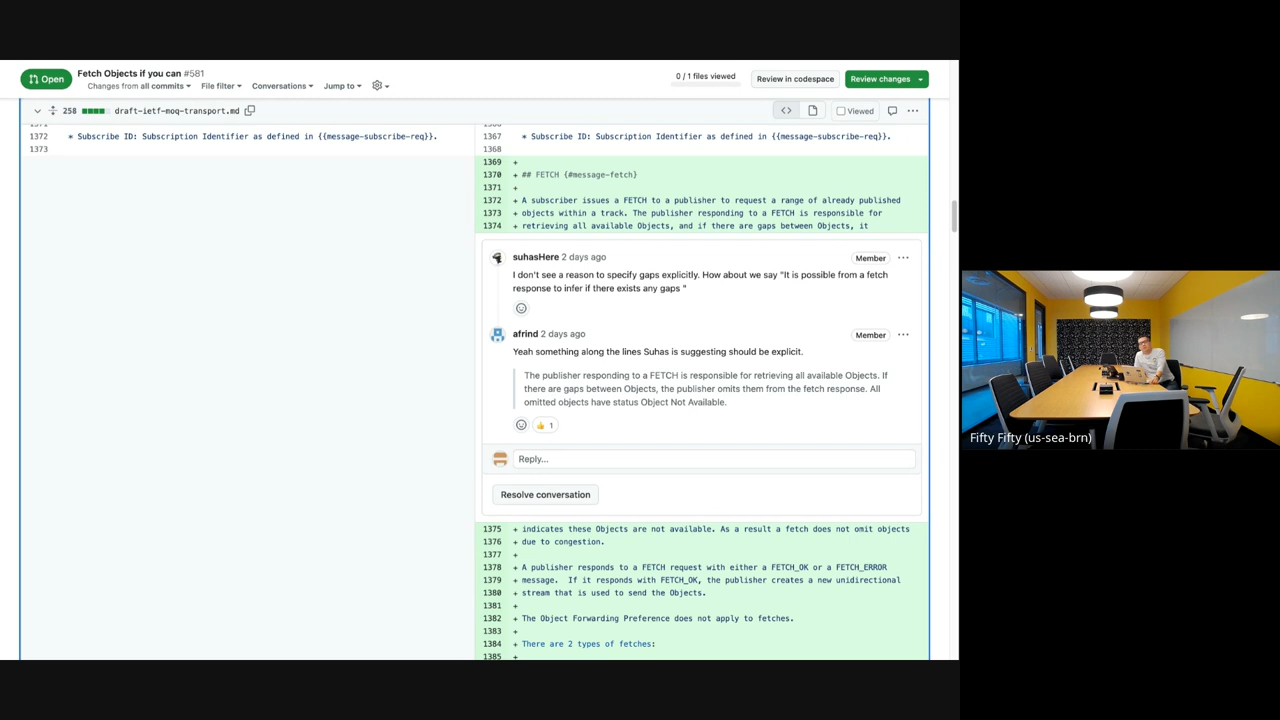 Open
Fetch Objects if you can #581
Changes from all commits
File filter
Conversations
Jump to
0 / 1 files viewed
Review in codespace
Review changes
258
draft-ietf-moq-transport.md
Viewed
1372 * Subscribe ID: Subscription Identifier as defined in {{message-subscribe-req}}.
1373
1367 * Subscribe ID: Subscription Identifier as defined in {{message-subscribe-req}}.
1368
1369 +
1370 + ## FETCH {#message-fetch}
1371 +
1372 + A subscriber issues a FETCH to a publisher to request a range of already published
1373 + objects within a track. The publisher responding to a FETCH is responsible for
1374 + retrieving all available Objects, and if there are gaps between Objects, it
suhasHere 2 days ago
Member
I don't see a reason to specify gaps explicitly. How about we say "It is possible from a fetch
response to infer if there exists any gaps "
afrind 2 days ago
Member
Yeah something along the lines Suhas is suggesting should be explicit.
The publisher responding to a FETCH is responsible for retrieving all available Objects. If
there are gaps between Objects, the publisher omits them from the fetch response. All
omitted objects have status Object Not Available.
👍 1
Reply...
Resolve conversation
1375 + indicates these Objects are not available. As a result a fetch does not omit objects
1376 + due to congestion.
1377 +
1378 + A publisher responds to a FETCH request with either a FETCH_OK or a FETCH_ERROR
1379 + message.  If it responds with FETCH_OK, the publisher creates a new unidirectional
1380 + stream that is used to send the Objects.
1381 +
1382 + The Object Forwarding Preference does not apply to fetches.
1383 +
1384 + There are 2 types of fetches:
1385 +
Fifty Fifty (us-sea-brn)